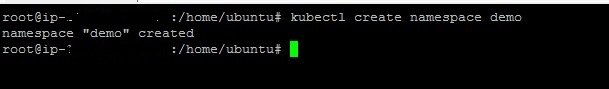 root@ip- :/home/ubuntu# kubectl create namespace demo
namespace "demo" created
root@ip- :/home/ubuntu#